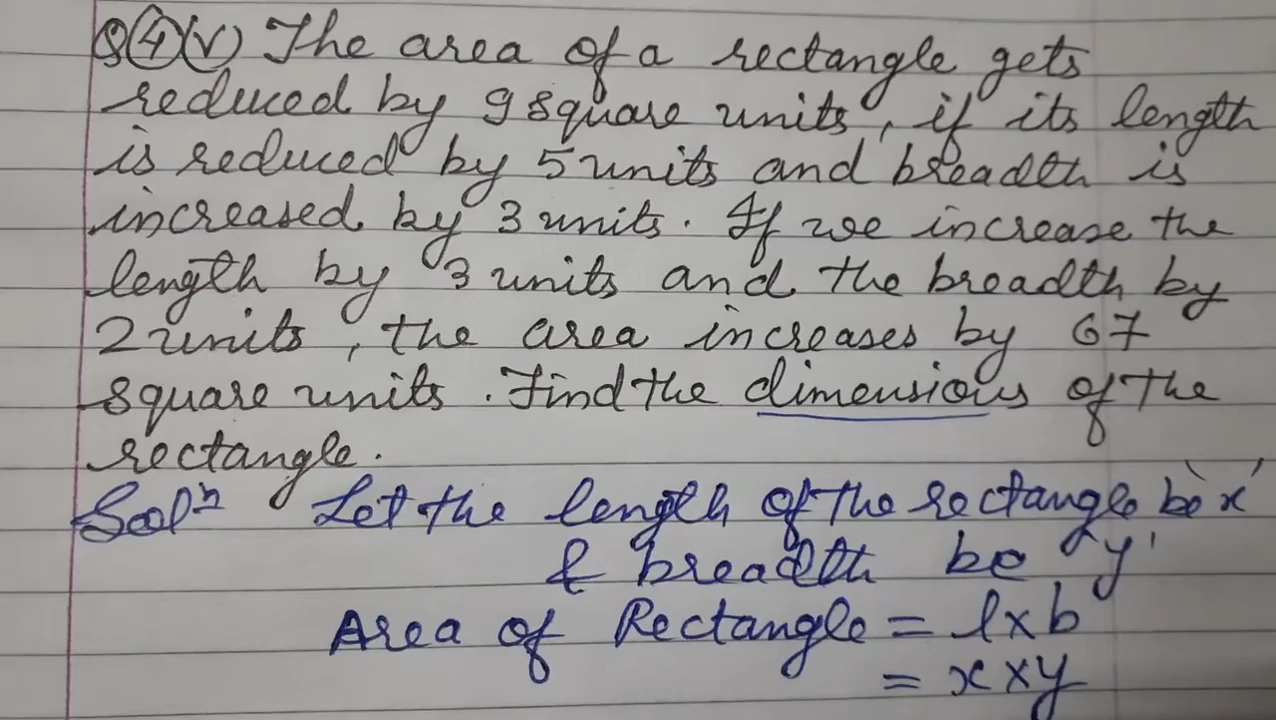 Q④(v) The area of a rectangle gets
reduced by 9 square units, if its length
is reduced by 5 units and breadth is
increased by 3 units. If we increase the
length by 3 units and the breadth by
2 units, the area increases by 67
square units. Find the dimensions of the
rectangle.
Solⁿ Let the length of the rectangle be 'x'
& breadth be 'y'
Area of Rectangle = l×b
= x×y